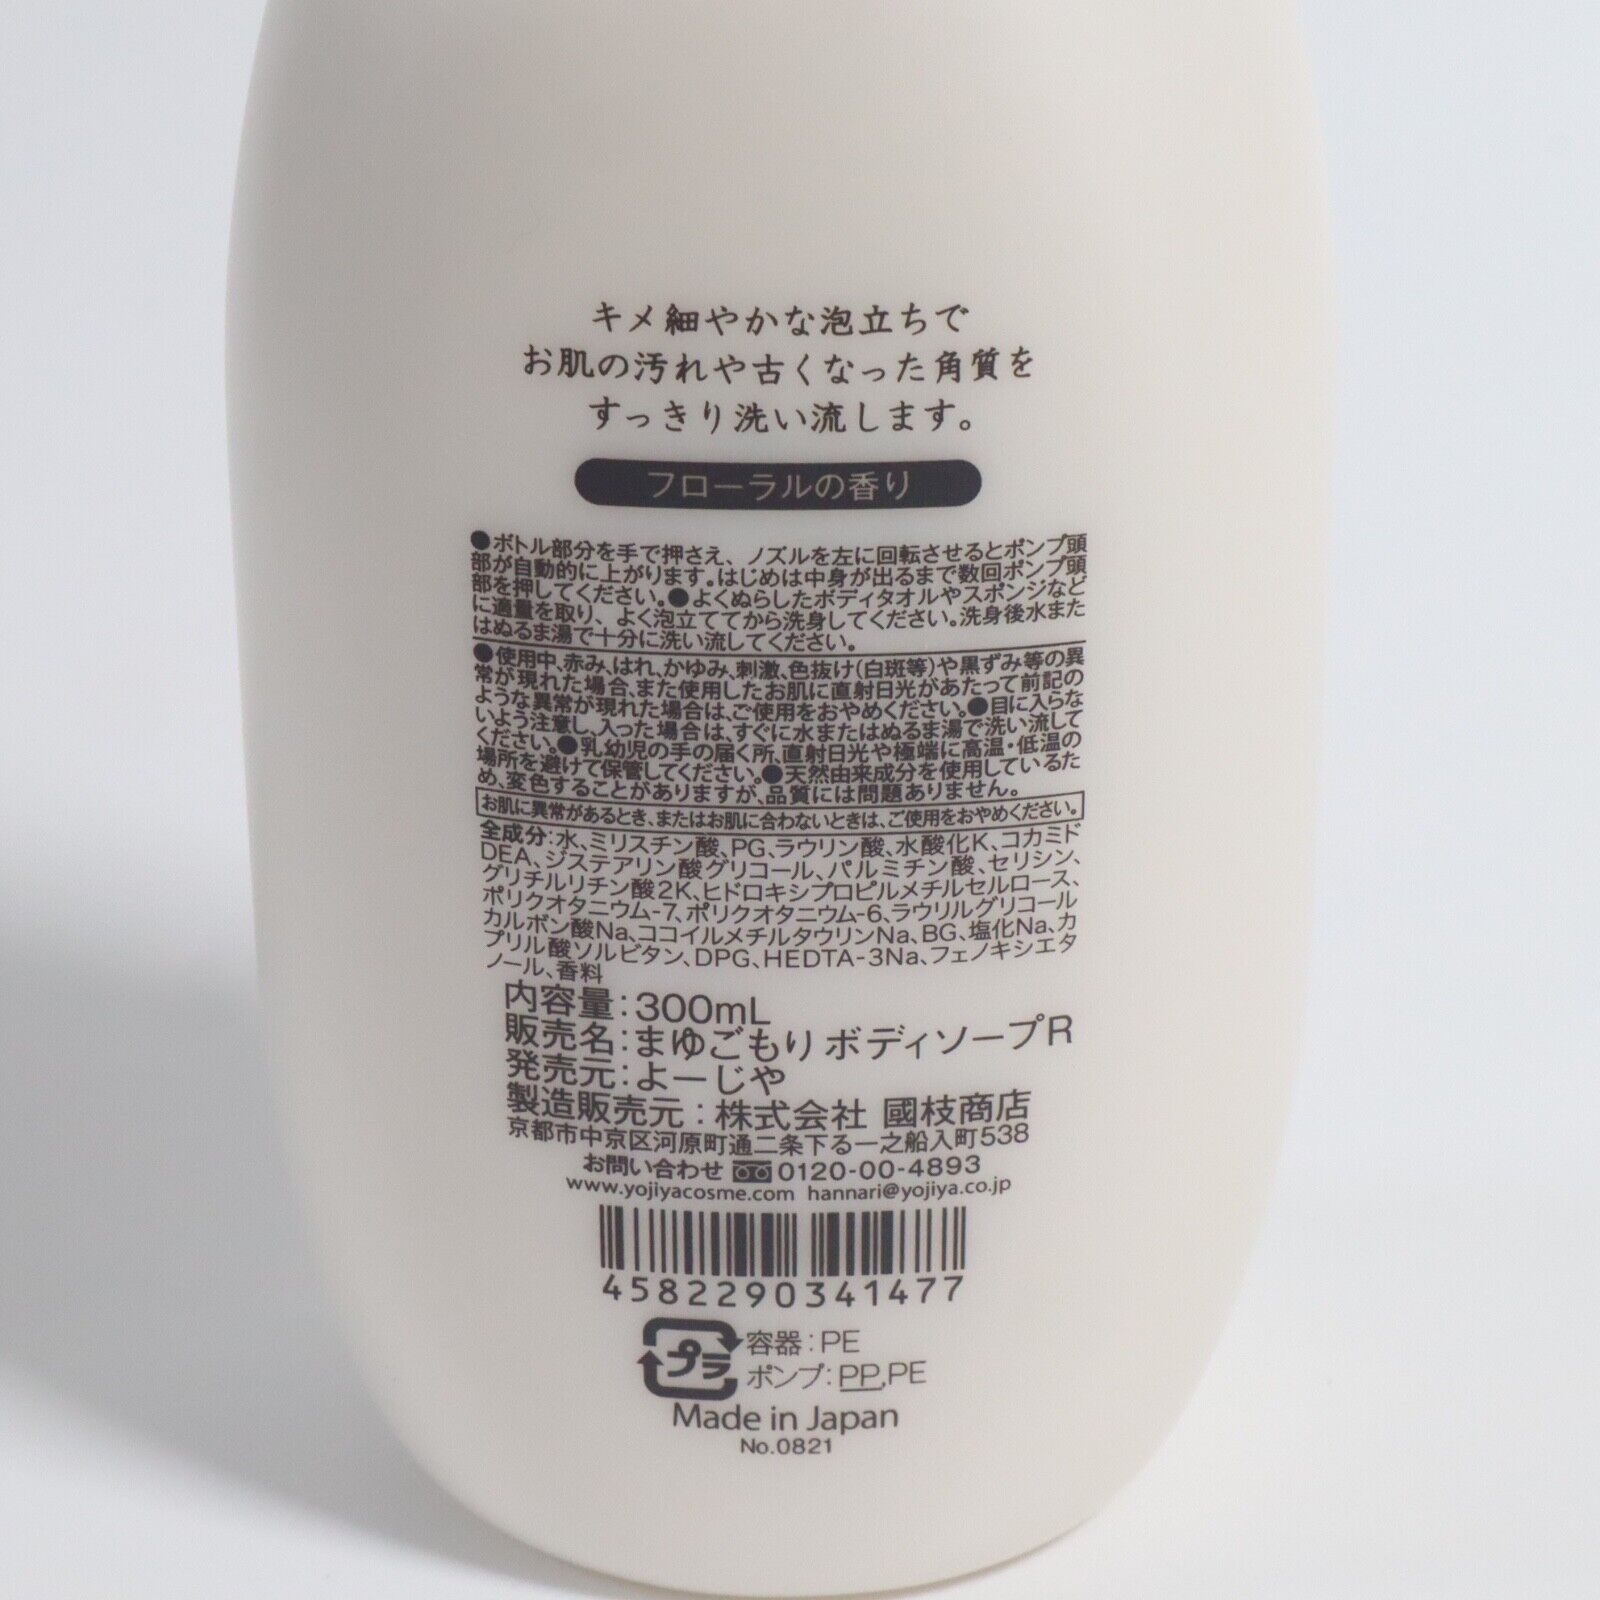 キメ細やかな泡立ちで
お肌の汚れや古くなった角質を
すっきり洗い流します。
フローラルの香り
●ボトル部分を手で押さえ、ノズルを左に回転させるとポンプ頭
部が自動的に上がります。はじめは中身が出るまで数回ポンプ頭
部を押してください。●よくぬらしたボディタオルやスポンジなど
に適量を取り、よく泡立ててから洗身してください。洗身後水また
はぬるま湯で十分に洗い流してください。
●使用中、赤み、はれ、かゆみ、刺激、色抜け(白斑等)や黒ずみ等の異
常が現れた場合、また使用したお肌に直射日光があたって前記の
ような異常が現れた場合は、ご使用をおやめください。●目に入らな
いよう注意し、入った場合は、すぐに水またはぬるま湯で洗い流して
ください。●乳幼児の手の届く所、直射日光や極端に高温・低温の
場所を避けて保管してください。●天然由来成分を使用しているた
め、変色することがありますが、品質には問題ありません。
お肌に異常があるとき、またはお肌に合わないときは、ご使用をおやめください。
全成分:水、ミリスチン酸、PG、ラウリン酸、水酸化K、コカミド
DEA、ジステアリン酸グリコール、パルミチン酸、セリシン、
グリチルリチン酸2K、ヒドロキシプロピルメチルセルロース、
ポリクオタニウム-7、ポリクオタニウム-6、ラウリルグリコール
カルボン酸Na、ココイルメチルタウリンNa、BG、塩化Na、カ
プリル酸ソルビタン、DPG、HEDTA-3Na、フェノキシエタ
ノール、香料
内容量:300mL
販売名:まゆごもり ボディソープR
発売元:よーじや
製造販売元:株式会社 國枝商店
京都市中京区河原町通二条下る一之船入町538
お問い合わせ 0120-00-4893
www.yojiyacosme.com hannari@yojiya.co.jp
4582290341477
プラ 容器:PE
ポンプ:PP,PE
Made in Japan
No.0821